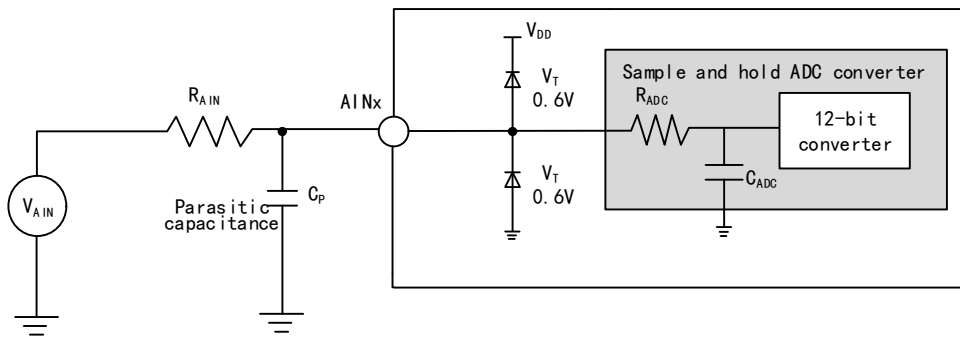 V_DD
V_T
0.6V
Sample and hold ADC converter
R_AIN
AINx
R_ADC
12-bit
converter
V_T
0.6V
C_ADC
C_P
V_AIN
Parasitic
capacitance